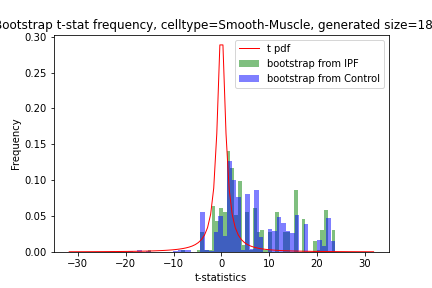 Bootstrap t-stat frequency, celltype=Smooth-Muscle, generated size=18
t pdf
bootstrap from IPF
bootstrap from Control
0.30
0.25
0.20
0.15
0.10
0.05
0.00
Frequency
−30
−20
−10
0
10
20
30
t-statistics